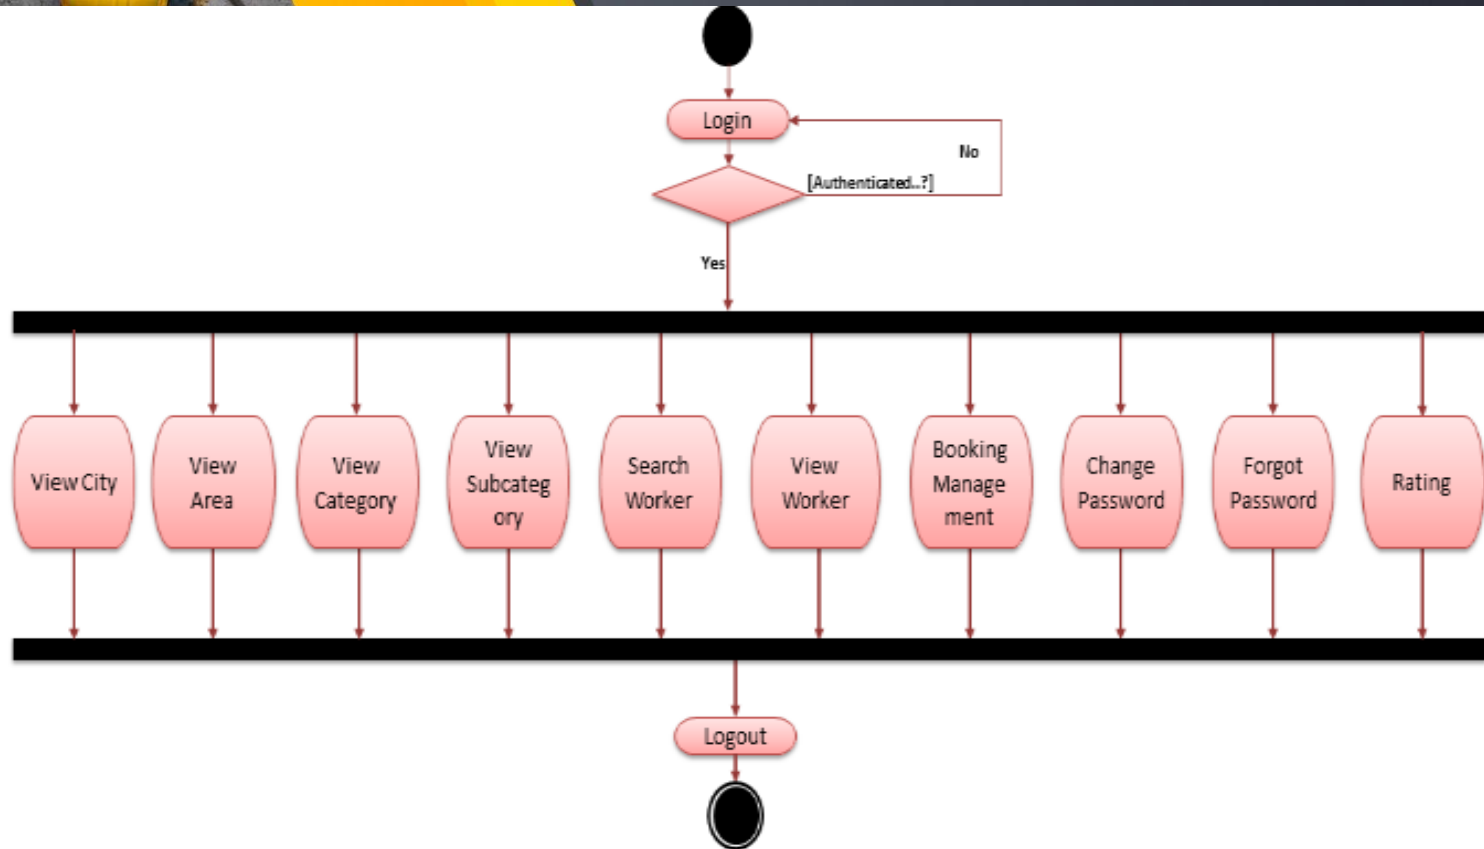 Login
No
[Authenticated..?]
Yes
View City
View
Area
View
Category
View
Subcateg
ory
Search
Worker
View
Worker
Booking
Manage
ment
Change
Password
Forgot
Password
Rating
Logout